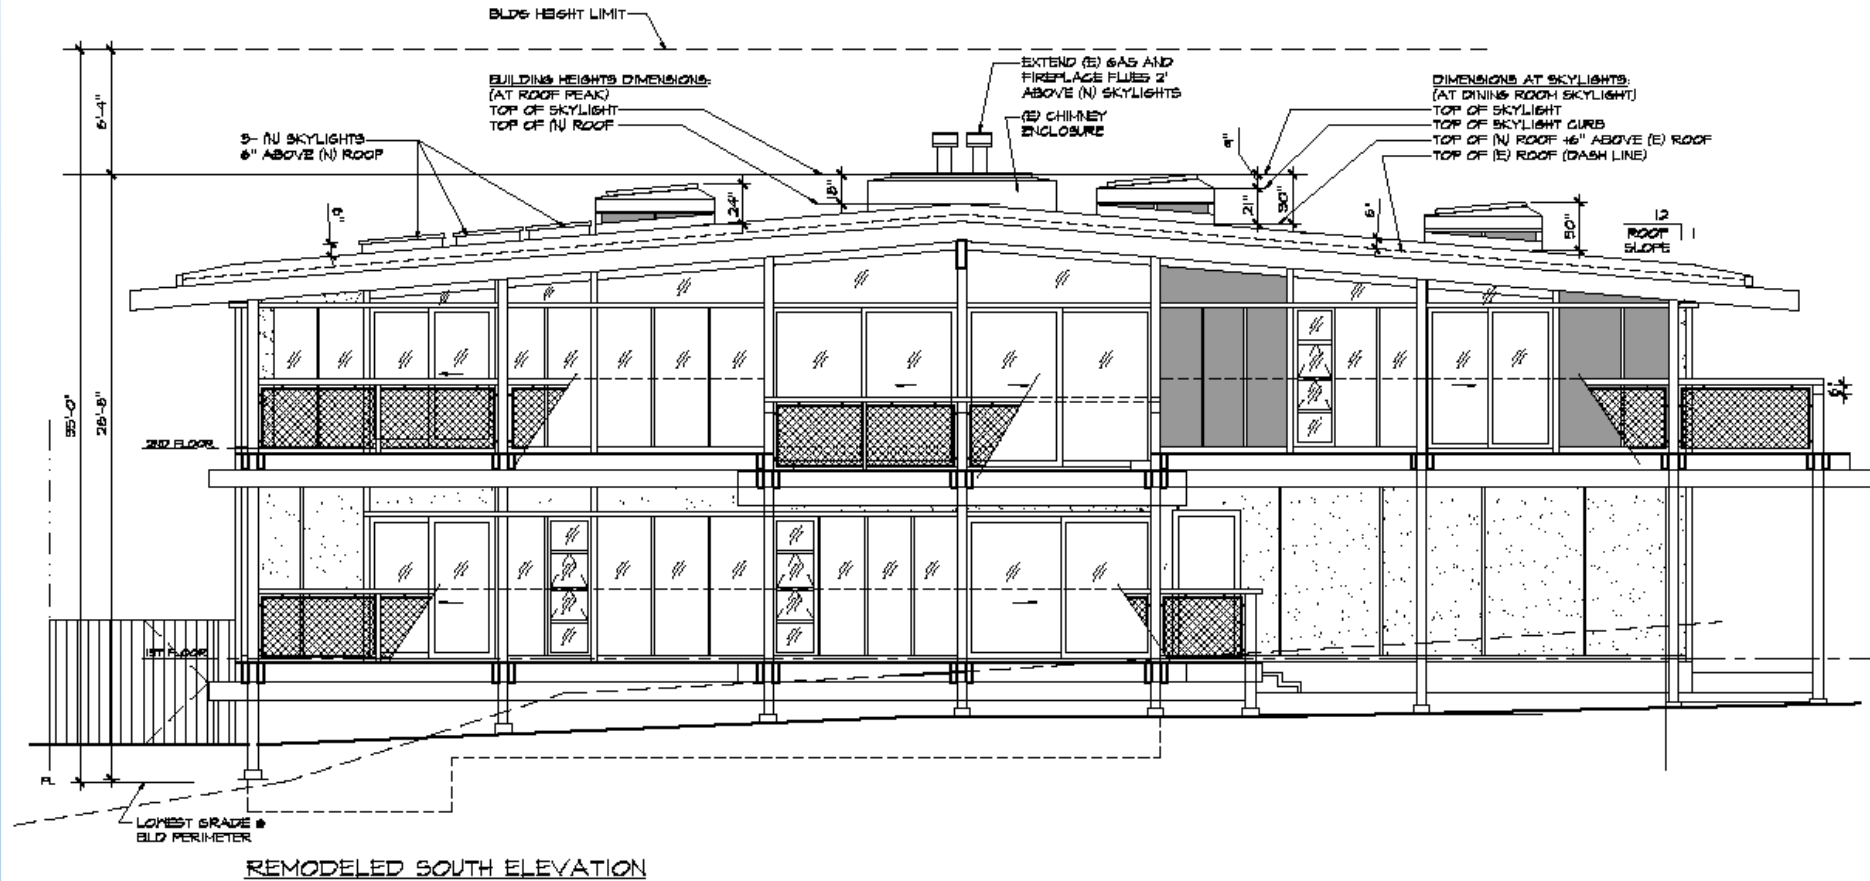 BLDG HEIGHT LIMIT
BUILDING HEIGHTS DIMENSIONS:
(AT ROOF PEAK)
TOP OF SKYLIGHT
TOP OF (N) ROOF
EXTEND (E) GAS AND
FIREPLACE FLUES 2'
ABOVE (N) SKYLIGHTS
(E) CHIMNEY
ENCLOSURE
DIMENSIONS AT SKYLIGHTS:
(AT DINING ROOM SKYLIGHT)
TOP OF SKYLIGHT
TOP OF SKYLIGHT CURB
TOP OF (N) ROOF +6" ABOVE (E) ROOF
TOP OF (E) ROOF (DASH LINE)
(N) SKYLIGHTS
6" ABOVE (N) ROOF
6'-4"
18"
24"
21"
30"
6"
12
ROOF 1
SLOPE
35'-0"
28'-8"
2ND FLOOR
1ST FLOOR
PL
LOWEST GRADE @
BLD PERIMETER
REMODELED SOUTH ELEVATION